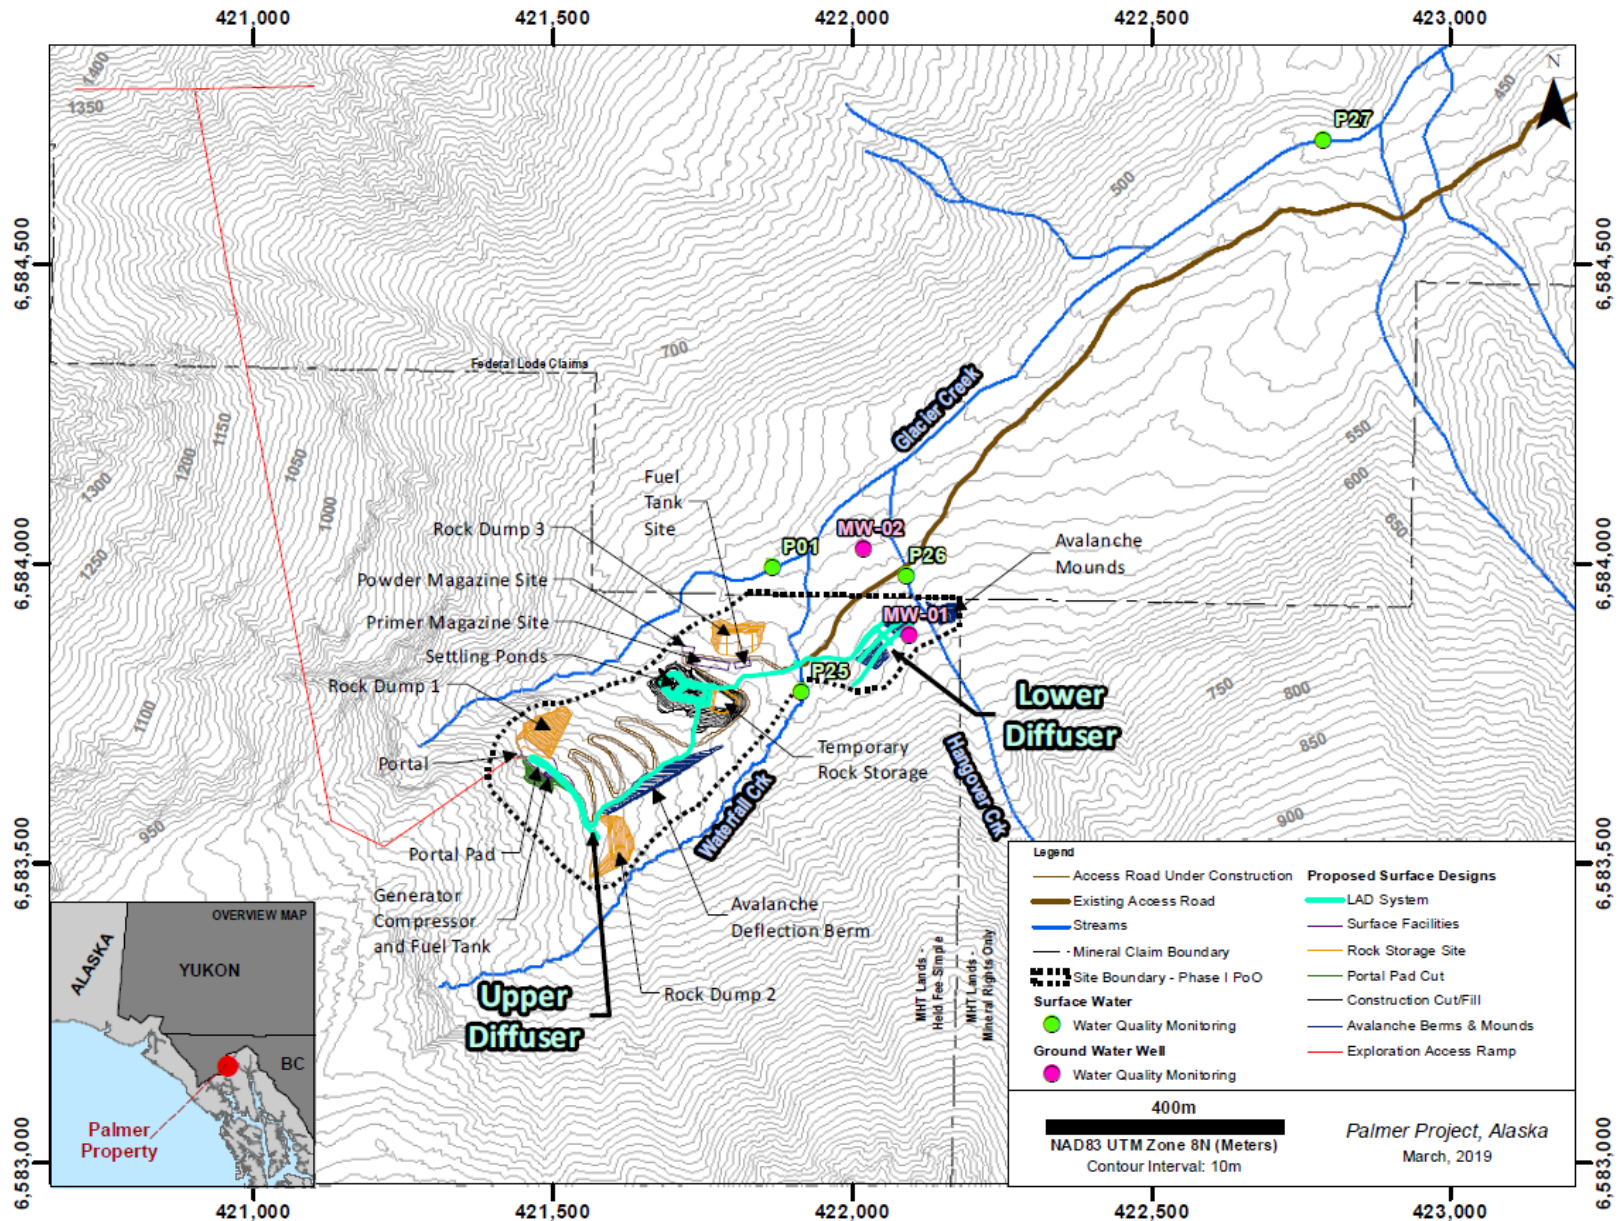 421,000
421,500
422,000
422,500
423,000
1400
1350
N
450
P27
500
6,584,500
6,584,500
700
Federal Lode Claims
Glacier Creek
1150
1200
1050
1300
1000
1250
550
600
650
Fuel
Tank
Site
Rock Dump 3
MW-02
P01
P26
Avalanche
Mounds
6,584,000
6,584,000
Powder Magazine Site
Primer Magazine Site
MW-01
Settling Ponds
P25
Rock Dump 1
Lower
Diffuser
750
800
850
900
1100
950
Portal
Temporary
Rock Storage
Hangover Crk
Waterfall Crk
6,583,500
6,583,500
Portal Pad
Generator
Compressor
and Fuel Tank
Avalanche
Deflection Berm
Rock Dump 2
Upper
Diffuser
MHT Lands -
Held Fee Simple
MHT Lands -
Mineral Rights Only
OVERVIEW MAP
ALASKA
YUKON
BC
Palmer
Property
Legend
Access Road Under Construction
Existing Access Road
Streams
Mineral Claim Boundary
Site Boundary - Phase I PoO
Surface Water
Water Quality Monitoring
Ground Water Well
Water Quality Monitoring
Proposed Surface Designs
LAD System
Surface Facilities
Rock Storage Site
Portal Pad Cut
Construction Cut/Fill
Avalanche Berms & Mounds
Exploration Access Ramp
400m
NAD83 UTM Zone 8N (Meters)
Contour Interval: 10m
Palmer Project, Alaska
March, 2019
6,583,000
6,583,000
421,000
421,500
422,000
422,500
423,000